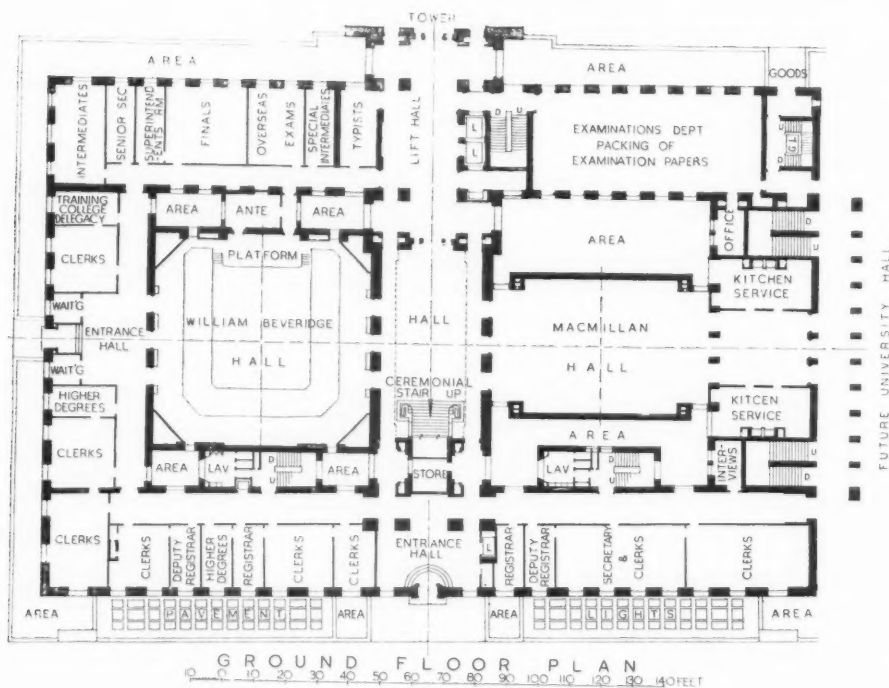 TOWER
AREA
AREA
GOODS
INTERMEDIATES
SENIOR SEC
SUPERINTEND
-ENTS RM
FINALS
OVERSEAS
EXAMS
SPECIAL
INTERMEDIATES
TYPISTS
LIFT HALL
L
L
D
U
EXAMINATIONS DEPT
PACKING OF
EXAMINATION PAPERS
U
GL
D
TRAINING
COLLEGE
DELEGACY
AREA
ANTE
AREA
AREA
OFFICE
D
U
CLERKS
PLATFORM
KITCHEN
SERVICE
WAIT'G
ENTRANCE
HALL
WILLIAM BEVERIDGE
HALL
HALL
MACMILLAN
HALL
FUTURE UNIVERSITY HALL
WAIT'G
HIGHER
DEGREES
CEREMONIAL
STAIR UP
KITCEN
SERVICE
CLERKS
AREA
AREA
LAV
D
U
AREA
STORE
LAV
D
U
INTER-
VIEWS
U
D
CLERKS
CLERKS
DEPUTY
REGISTRAR
HIGHER
DEGREES
REGISTRAR
CLERKS
CLERKS
ENTRANCE
HALL
L
REGISTRAR
DEPUTY
REGISTRAR
SECRETARY
&
CLERKS
CLERKS
AREA
PAVEMENT
AREA
AREA
LIGHTS
AREA
GROUND FLOOR PLAN
10 0 10 20 30 40 50 60 70 80 90 100 110 120 130 140 FEET